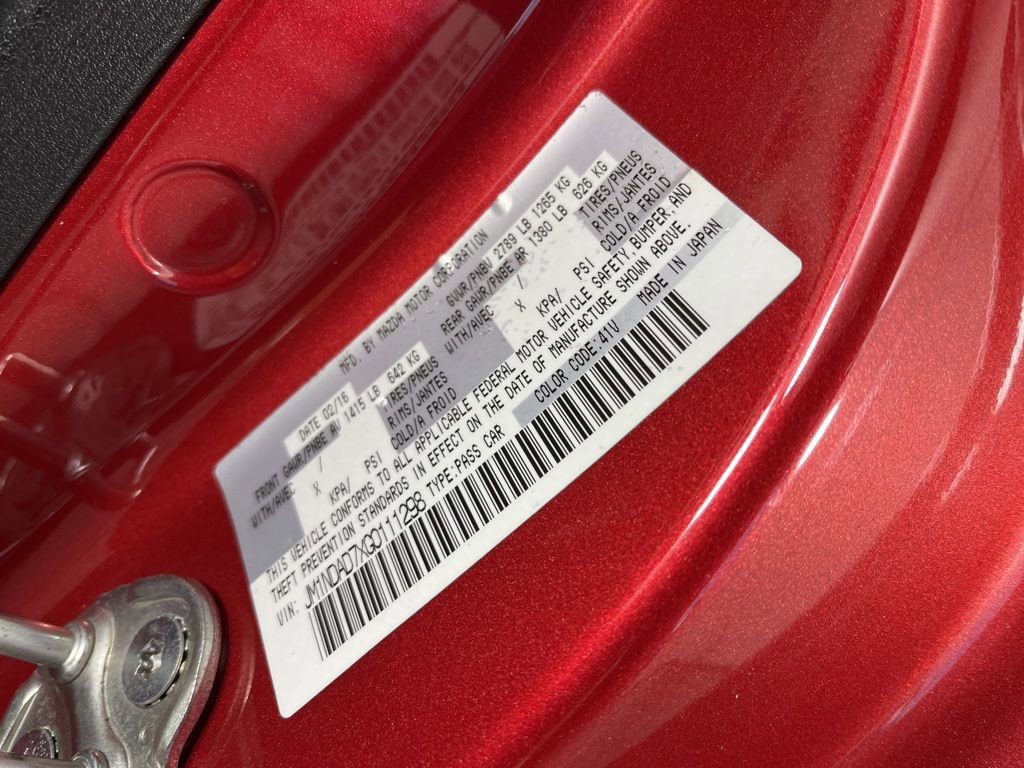 MFD. BY MAZDA MOTOR CORPORATION
DATE 02/16 GVWR/PNBV 2789 LB 1265 KG
FRONT GAWR/PNBE AV 1415 LB 642 KG REAR GAWR/PNBE AR 1380 LB 626 KG
WITH/AVEC / TIRES/PNEUS WITH/AVEC / TIRES/PNEUS
X RIMS/JANTES X RIMS/JANTES
KPA/ PSI COLD/A FROID KPA/ PSI COLD/A FROID
THIS VEHICLE CONFORMS TO ALL APPLICABLE FEDERAL MOTOR VEHICLE SAFETY,BUMPER,AND
THEFT PREVENTION STANDARDS IN EFFECT ON THE DATE OF MANUFACTURE SHOWN ABOVE.
VIN: JM1NDAD7XG0111298 TYPE:PASS CAR COLOR CODE:41V MADE IN JAPAN